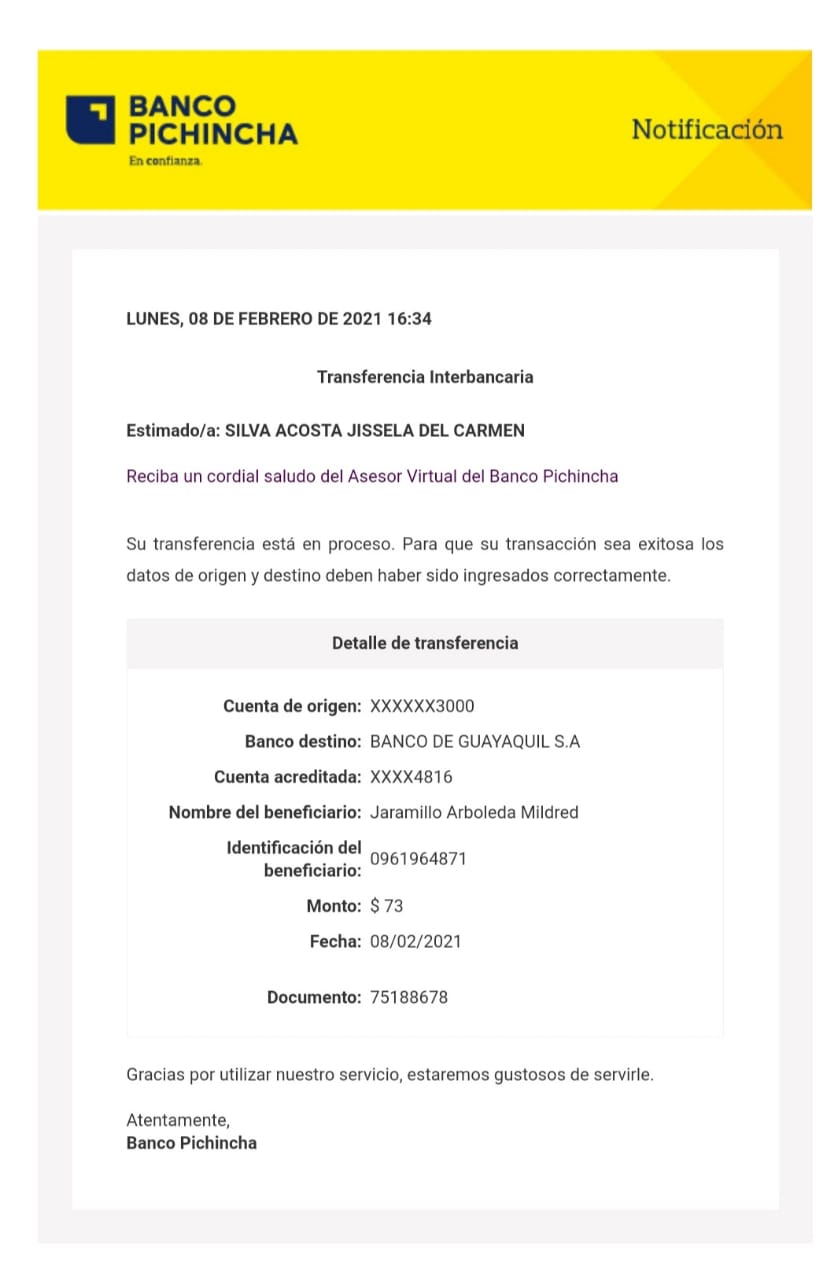 BANCO
PICHINCHA
En confianza.
Notificación
LUNES, 08 DE FEBRERO DE 2021 16:34
Transferencia Interbancaria
Estimado/a: SILVA ACOSTA JISSELA DEL CARMEN
Reciba un cordial saludo del Asesor Virtual del Banco Pichincha
Su transferencia está en proceso. Para que su transacción sea exitosa los
datos de origen y destino deben haber sido ingresados correctamente.
Detalle de transferencia
Cuenta de origen: XXXXXX3000
Banco destino: BANCO DE GUAYAQUIL S.A
Cuenta acreditada: XXXX4816
Nombre del beneficiario: Jaramillo Arboleda Mildred
Identificación del
beneficiario: 0961964871
Monto: $ 73
Fecha: 08/02/2021
Documento: 75188678
Gracias por utilizar nuestro servicio, estaremos gustosos de servirle.
Atentamente,
Banco Pichincha